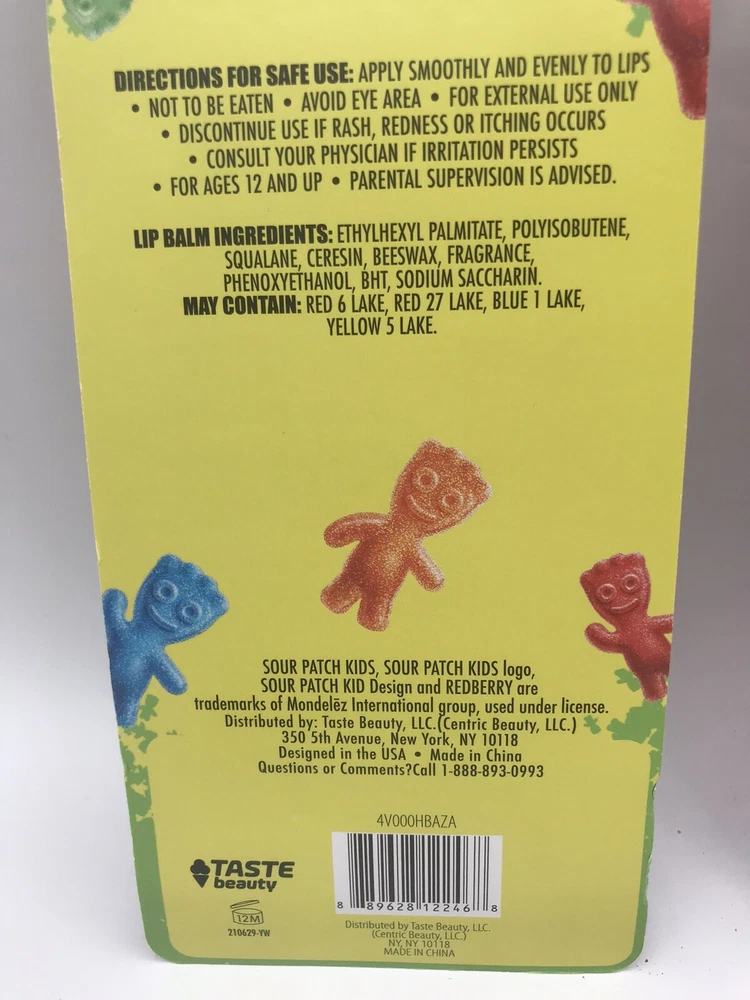 DIRECTIONS FOR SAFE USE: APPLY SMOOTHLY AND EVENLY TO LIPS
• NOT TO BE EATEN • AVOID EYE AREA • FOR EXTERNAL USE ONLY
• DISCONTINUE USE IF RASH, REDNESS OR ITCHING OCCURS
• CONSULT YOUR PHYSICIAN IF IRRITATION PERSISTS
• FOR AGES 12 AND UP • PARENTAL SUPERVISION IS ADVISED.
LIP BALM INGREDIENTS: ETHYLHEXYL PALMITATE, POLYISOBUTENE,
SQUALANE, CERESIN, BEESWAX, FRAGRANCE,
PHENOXYETHANOL, BHT, SODIUM SACCHARIN.
MAY CONTAIN: RED 6 LAKE, RED 27 LAKE, BLUE 1 LAKE,
YELLOW 5 LAKE.
SOUR PATCH KIDS, SOUR PATCH KIDS logo,
SOUR PATCH KID Design and REDBERRY are
trademarks of Mondelēz International group, used under license.
Distributed by: Taste Beauty, LLC.(Centric Beauty, LLC.)
350 5th Avenue, New York, NY 10118
Designed in the USA • Made in China
Questions or Comments?Call 1-888-893-0993
4V000HBAZA
TASTE
beauty
12M
210629-YW
8 89628 12246 8
Distributed by Taste Beauty, LLC.
(Centric Beauty, LLC.)
NY, NY 10118
MADE IN CHINA